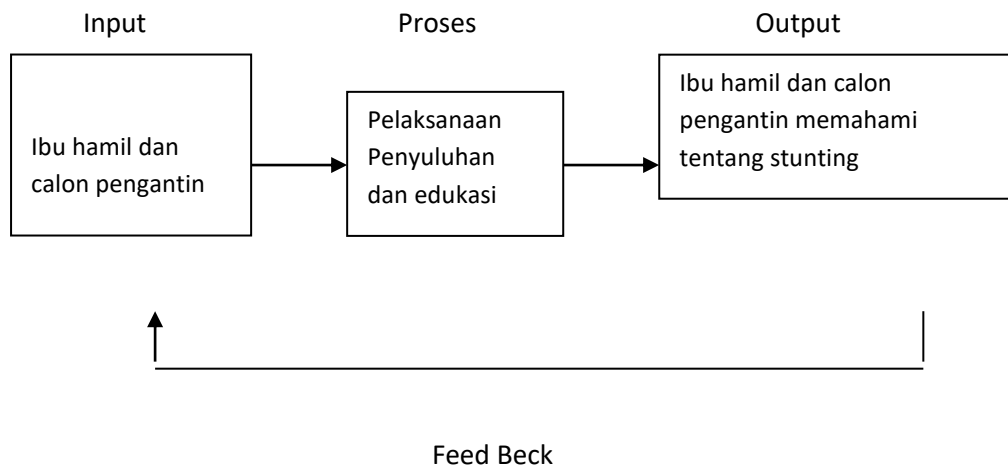 Input
Proses
Output
Ibu hamil dan
calon pengantin
Pelaksanaan
Penyuluhan
dan edukasi
Ibu hamil dan calon
pengantin memahami
tentang stunting
Feed Beck